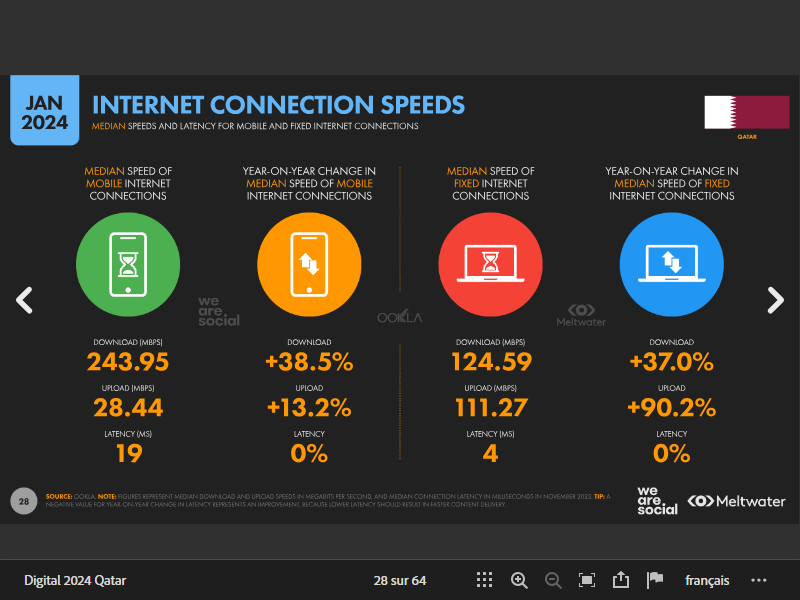 JAN
2024
INTERNET CONNECTION SPEEDS
MEDIAN SPEEDS AND LATENCY FOR MOBILE AND FIXED INTERNET CONNECTIONS
QATAR
MEDIAN SPEED OF
MOBILE INTERNET
CONNECTIONS
DOWNLOAD (MBPS)
243.95
UPLOAD (MBPS)
28.44
LATENCY (MS)
19
YEAR-ON-YEAR CHANGE IN
MEDIAN SPEED OF MOBILE
INTERNET CONNECTIONS
DOWNLOAD
+38.5%
UPLOAD
+13.2%
LATENCY
0%
MEDIAN SPEED OF
FIXED INTERNET
CONNECTIONS
DOWNLOAD (MBPS)
124.59
UPLOAD (MBPS)
111.27
LATENCY (MS)
4
YEAR-ON-YEAR CHANGE IN
MEDIAN SPEED OF FIXED
INTERNET CONNECTIONS
DOWNLOAD
+37.0%
UPLOAD
+90.2%
LATENCY
0%
we
are.
social
OOKLA
Meltwater
28
SOURCE: OOKLA. NOTE: FIGURES REPRESENT MEDIAN DOWNLOAD AND UPLOAD SPEEDS IN MEGABITS PER SECOND, AND MEDIAN CONNECTION LATENCY IN MILLISECONDS IN NOVEMBER 2023. TIP: A
NEGATIVE VALUE FOR YEAR-ON-YEAR CHANGE IN LATENCY REPRESENTS AN IMPROVEMENT, BECAUSE LOWER LATENCY SHOULD RESULT IN FASTER CONTENT DELIVERY.
we
are.
social
Meltwater
Digital 2024 Qatar
28 sur 64
français